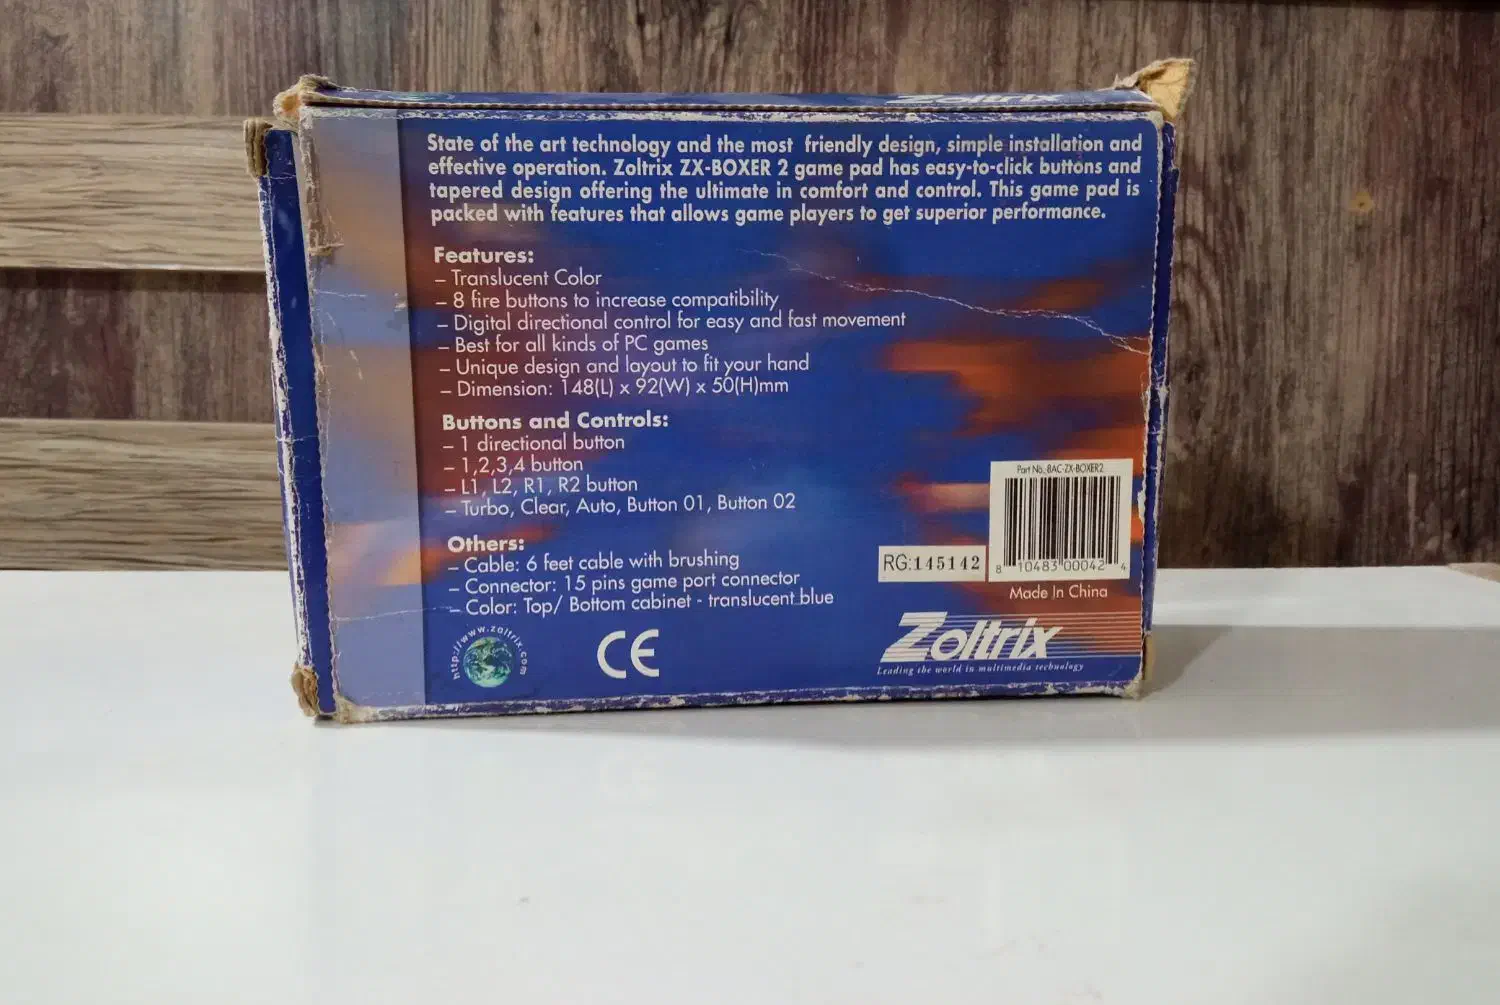 Zoltrix
State of the art technology and the most friendly design, simple installation and
effective operation. Zoltrix ZX-BOXER 2 game pad has easy-to-click buttons and
tapered design offering the ultimate in comfort and control. This game pad is
packed with features that allows game players to get superior performance.
Features:
– Translucent Color
– 8 fire buttons to increase compatibility
– Digital directional control for easy and fast movement
– Best for all kinds of PC games
– Unique design and layout to fit your hand
– Dimension: 148(L) x 92(W) x 50(H)mm
Buttons and Controls:
– 1 directional button
– 1,2,3,4 button
– L1, L2, R1, R2 button
– Turbo, Clear, Auto, Button 01, Button 02
Others:
– Cable: 6 feet cable with brushing
– Connector: 15 pins game port connector
– Color: Top/ Bottom cabinet - translucent blue
http://www.zoltrix.com
CE
RG:145142
Part No.:BAC-ZX-BOXER2
8 10483 00042 4
Made In China
Zoltrix
Leading the world in multimedia technology